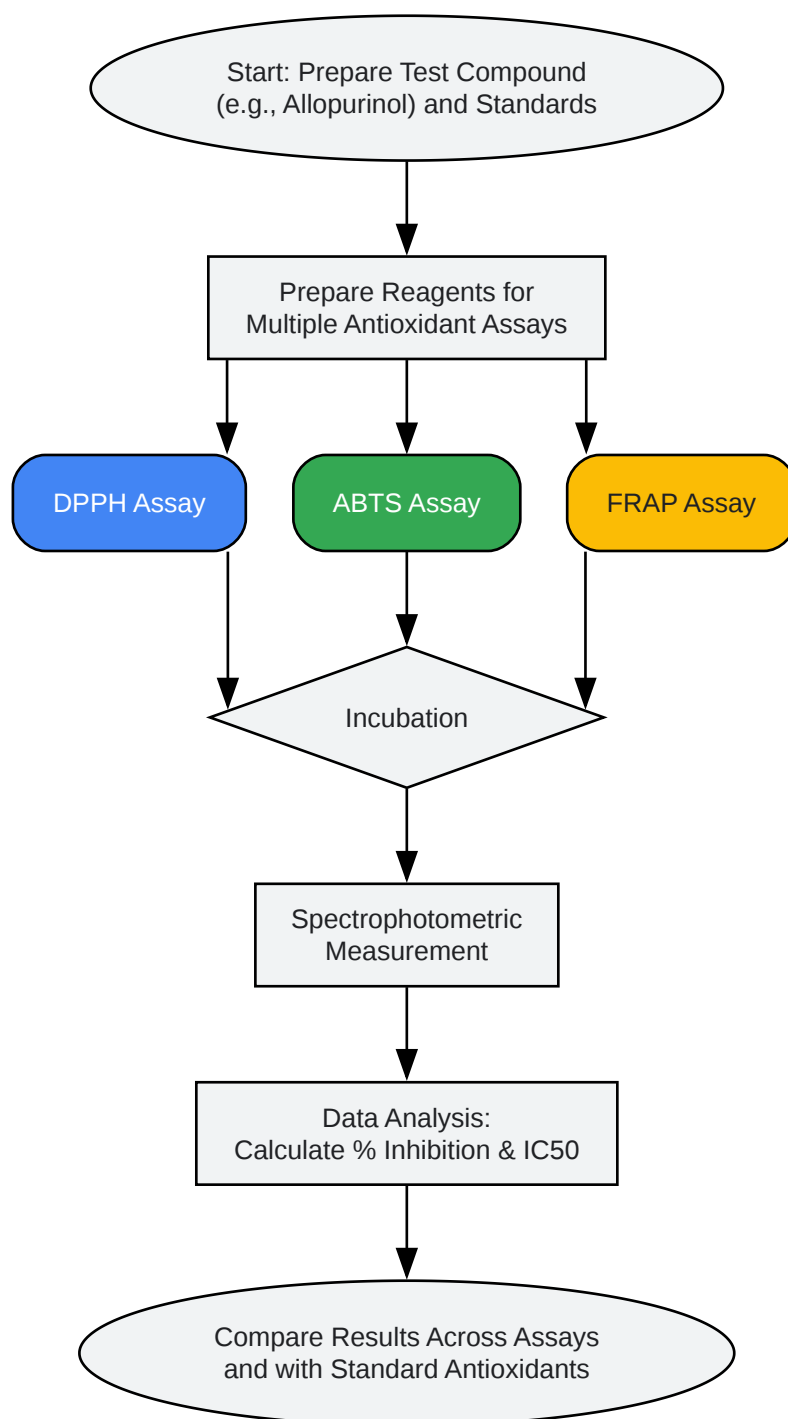 Start: Prepare Test Compound
(e.g., Allopurinol) and Standards
Prepare Reagents for
Multiple Antioxidant Assays
DPPH Assay
ABTS Assay
FRAP Assay
Incubation
Spectrophotometric
Measurement
Data Analysis:
Calculate % Inhibition & IC50
Compare Results Across Assays
and with Standard Antioxidants